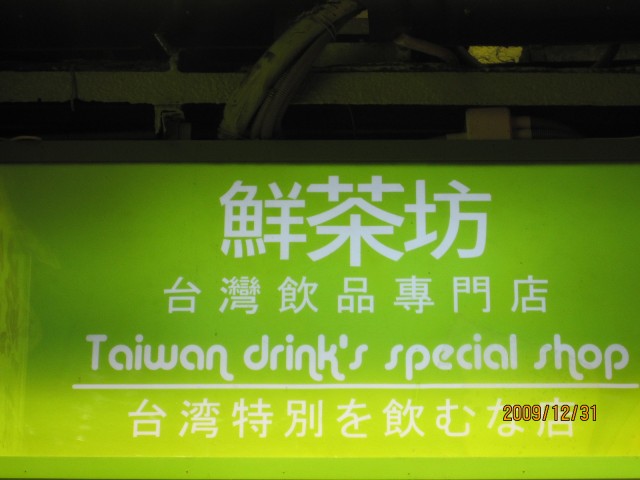 鮮茶坊
台灣飲品專門店
Taiwan drink's special shop
台湾特別を飲むな店
2009/12/31